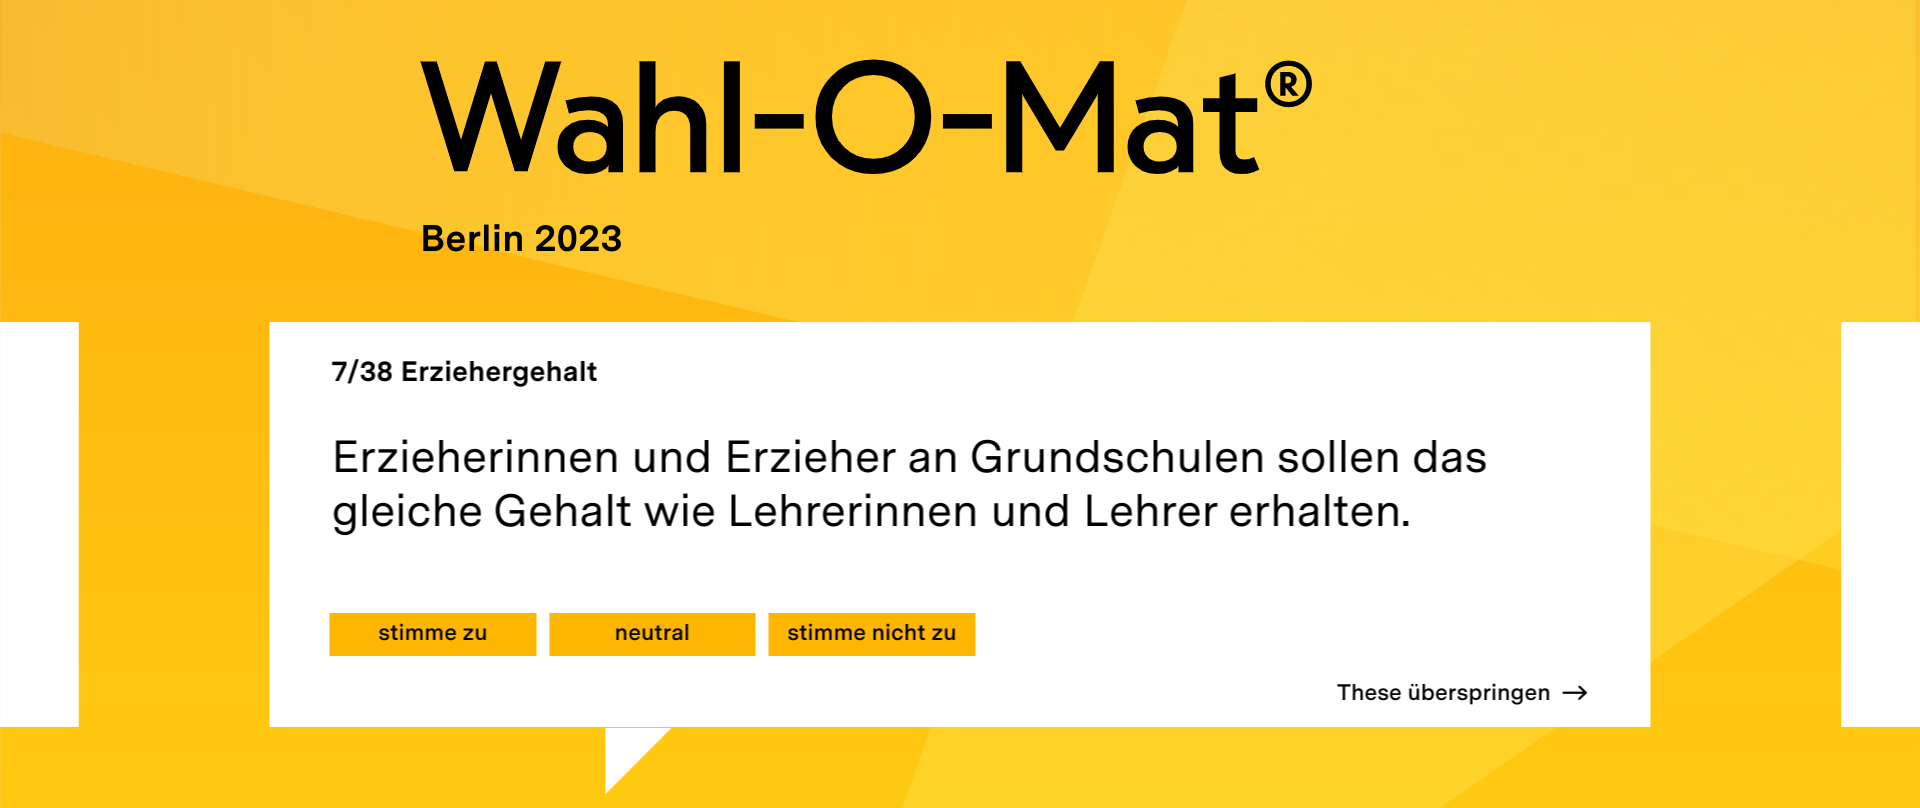 Wahl-O-Mat®
Berlin 2023
7/38 Erziehergehalt
Erzieherinnen und Erzieher an Grundschulen sollen das
gleiche Gehalt wie Lehrerinnen und Lehrer erhalten.
stimme zu
neutral
stimme nicht zu
These überspringen →